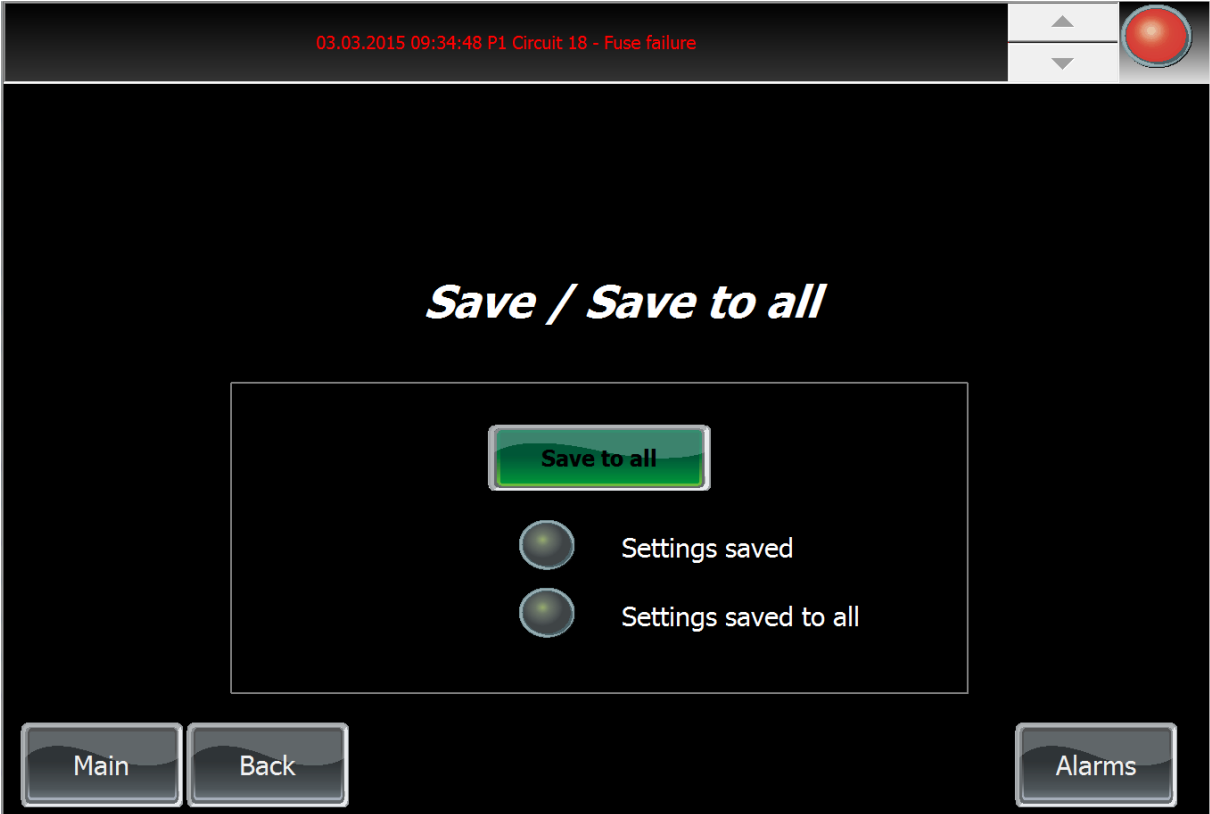 03.03.2015 09:34:48 P1 Circuit 18 - Fuse failure
Save / Save to all
Save to all
Settings saved
Settings saved to all
Main
Back
Alarms